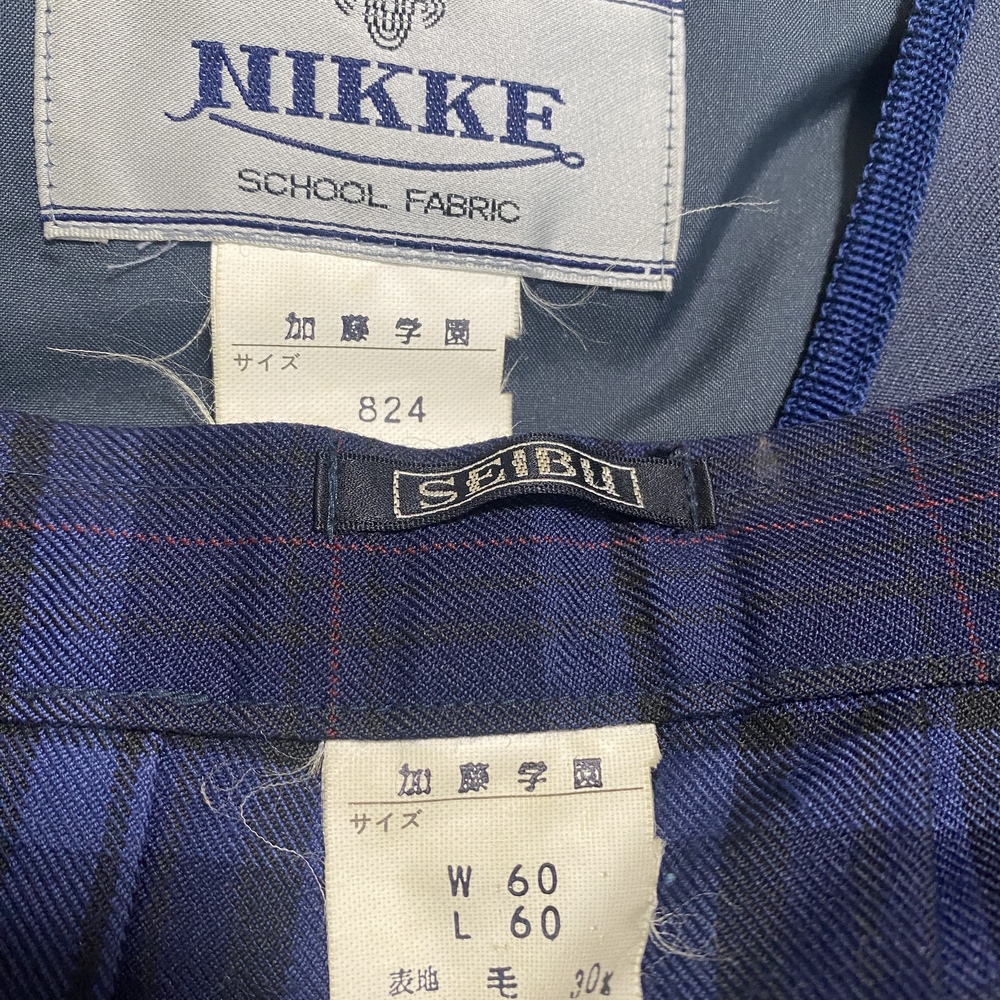 NIKKE
SCHOOL FABRIC
加藤学園
サイズ
824
SEIBU
加藤学園
サイズ
W 60
L 60
表地 毛 30%